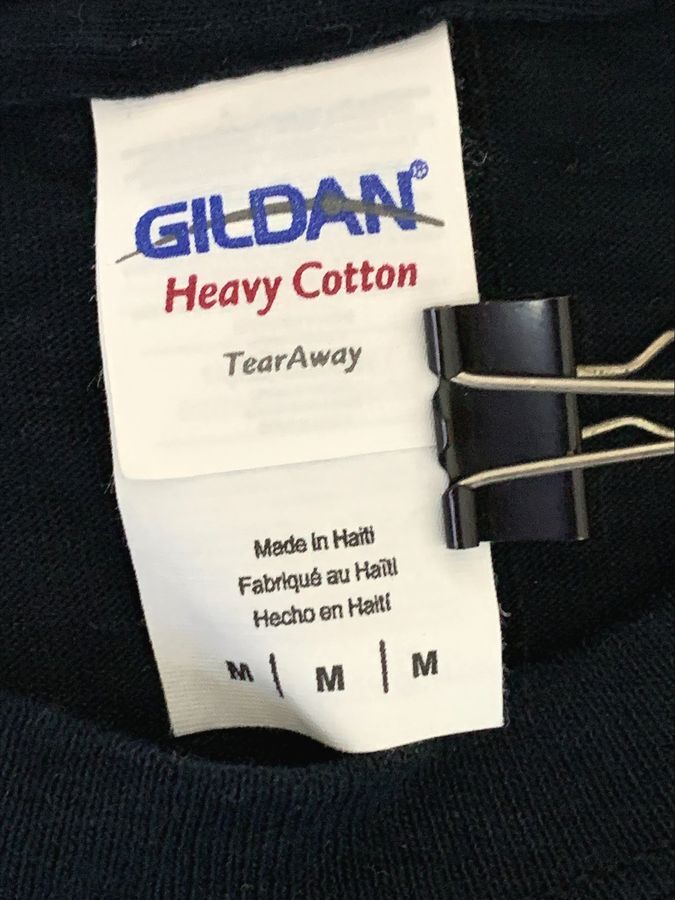 GILDAN®
Heavy Cotton
TearAway
Made in Haiti
Fabriqué au Haïti
Hecho en Haití
M | M | M